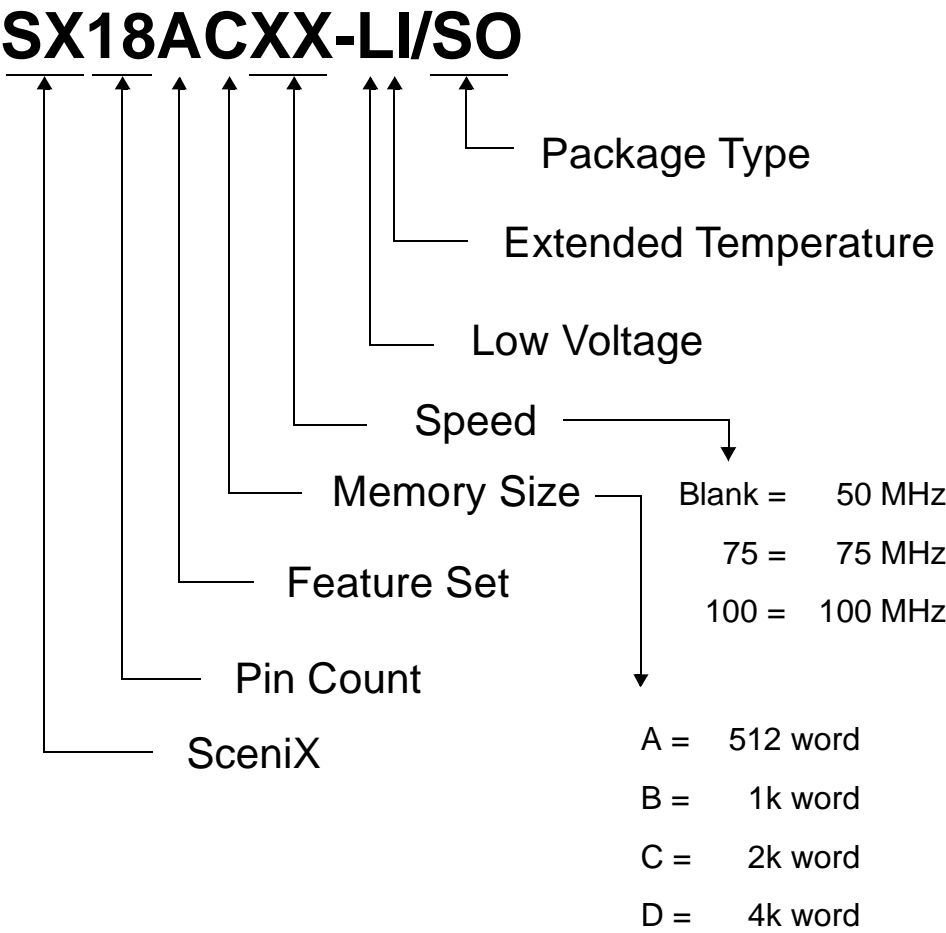 SX18ACXX-LI/SO
Package Type
Extended Temperature
Low Voltage
Speed
Memory Size
Blank = 50 MHz
75 = 75 MHz
Feature Set
100 = 100 MHz
Pin Count
SceniX
A = 512 word
B = 1k word
C = 2k word
D = 4k word